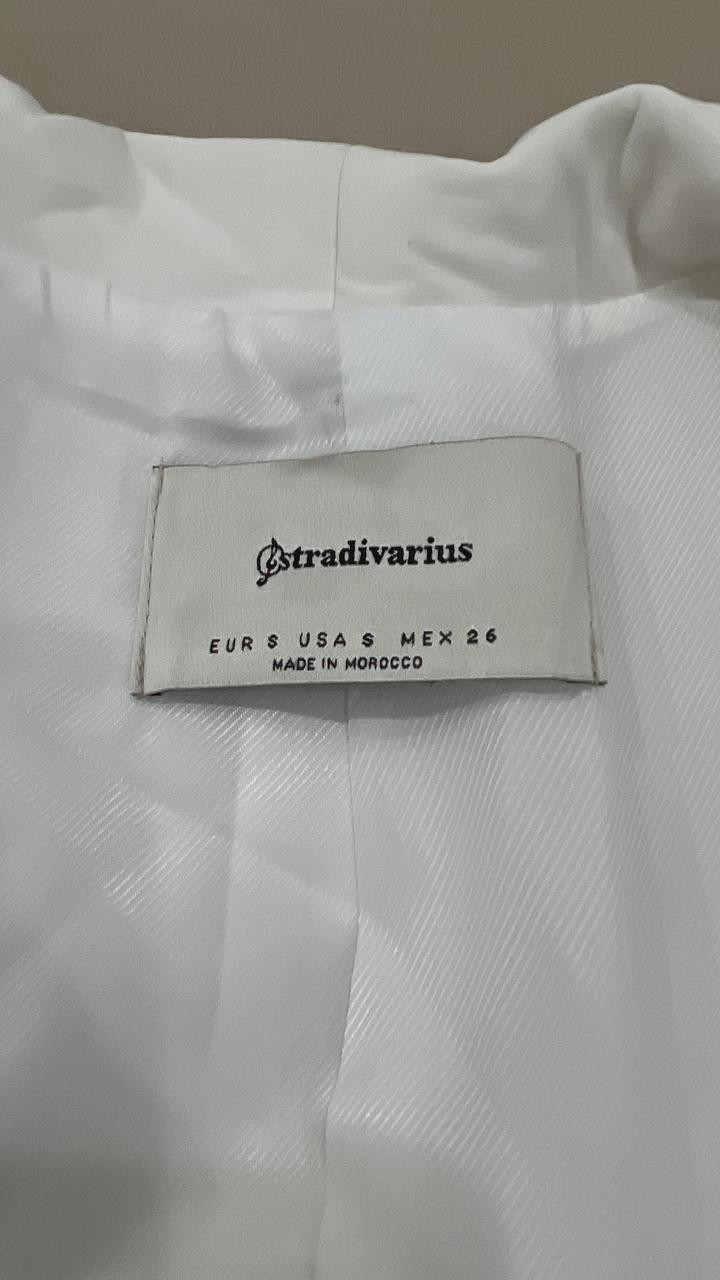 stradivarius
EUR S USA S MEX 26
MADE IN MOROCCO